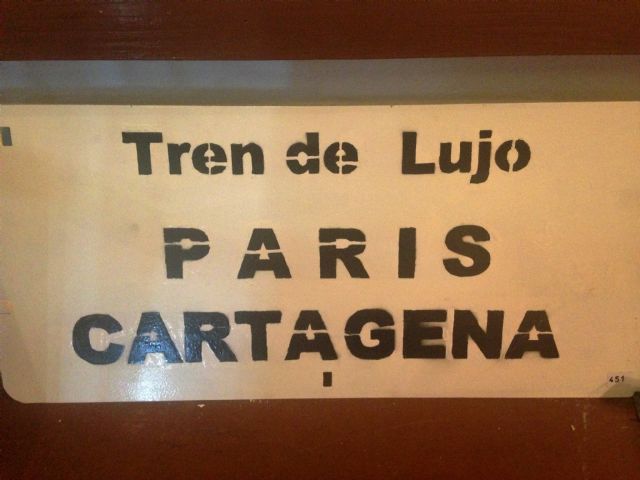 Tren de Lujo
PARIS
CARTAGENA
451